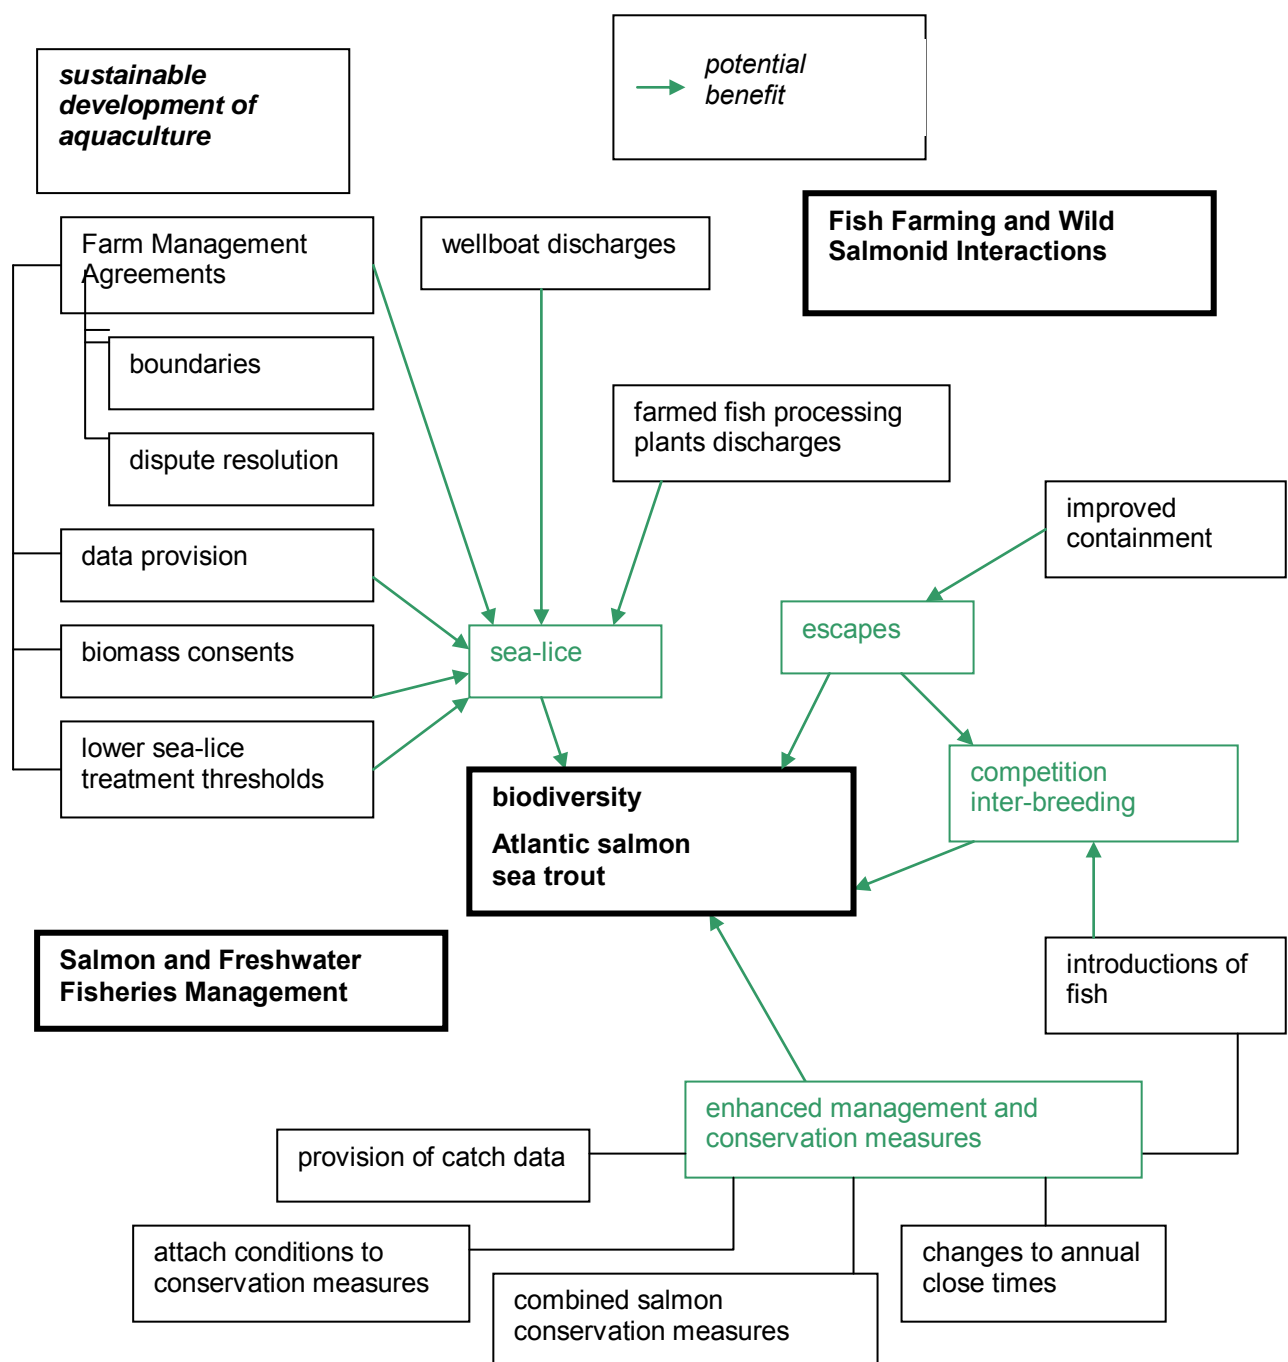 sustainable
development of
aquaculture
potential
benefit
Fish Farming and Wild
Salmonid Interactions
Farm Management
Agreements
wellboat discharges
boundaries
farmed fish processing
plants discharges
dispute resolution
improved
containment
data provision
escapes
biomass consents
sea-lice
lower sea-lice
treatment thresholds
competition
inter-breeding
biodiversity
Atlantic salmon
sea trout
Salmon and Freshwater
Fisheries Management
introductions of
fish
enhanced management and
conservation measures
provision of catch data
attach conditions to
conservation measures
combined salmon
conservation measures
changes to annual
close times